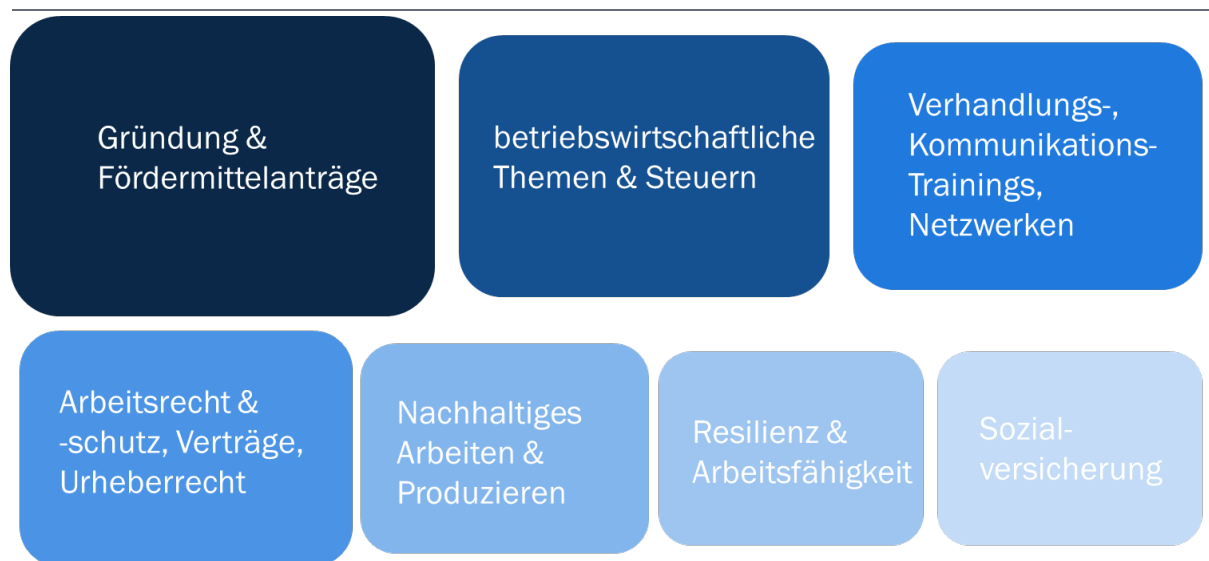 Gründung &
Fördermittelanträge
betriebswirtschaftliche
Themen & Steuern
Verhandlungs-,
Kommunikations-
Trainings,
Netzwerken
Arbeitsrecht &
-schutz, Verträge,
Urheberrecht
Nachhaltiges
Arbeiten &
Produzieren
Resilienz &
Arbeitsfähigkeit
Sozial-
versicherung